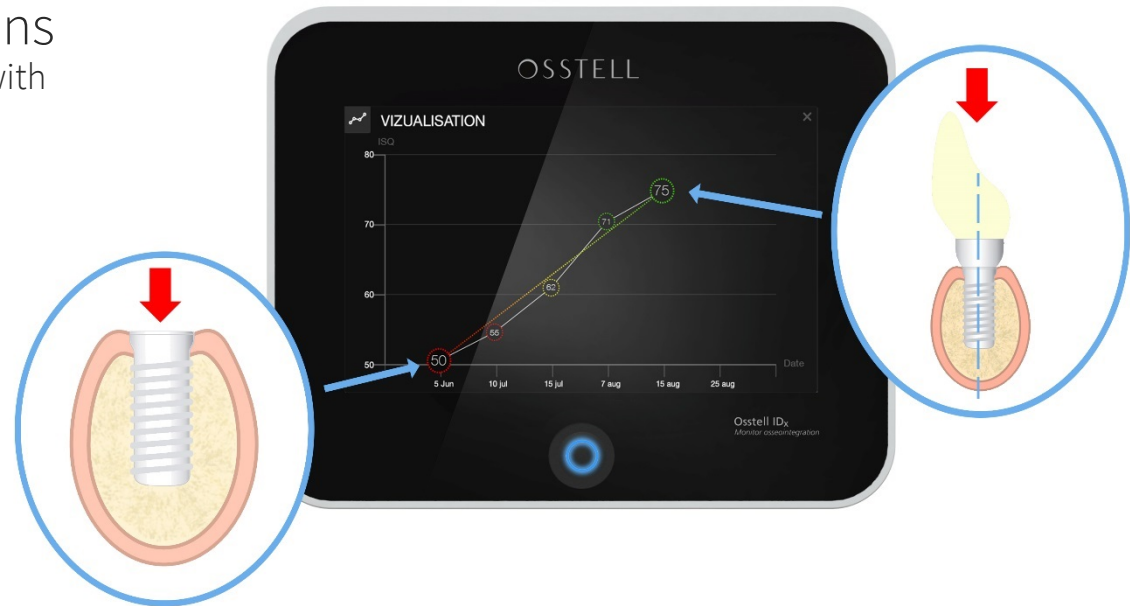 ns
with
OSSTELL
VIZUALISATION
ISQ
80
70
60
50
50
55
62
71
75
Date
5 Jun
10 jul
15 jul
7 aug
15 aug
25 aug
Osstell IDx
Monitor osseointegration